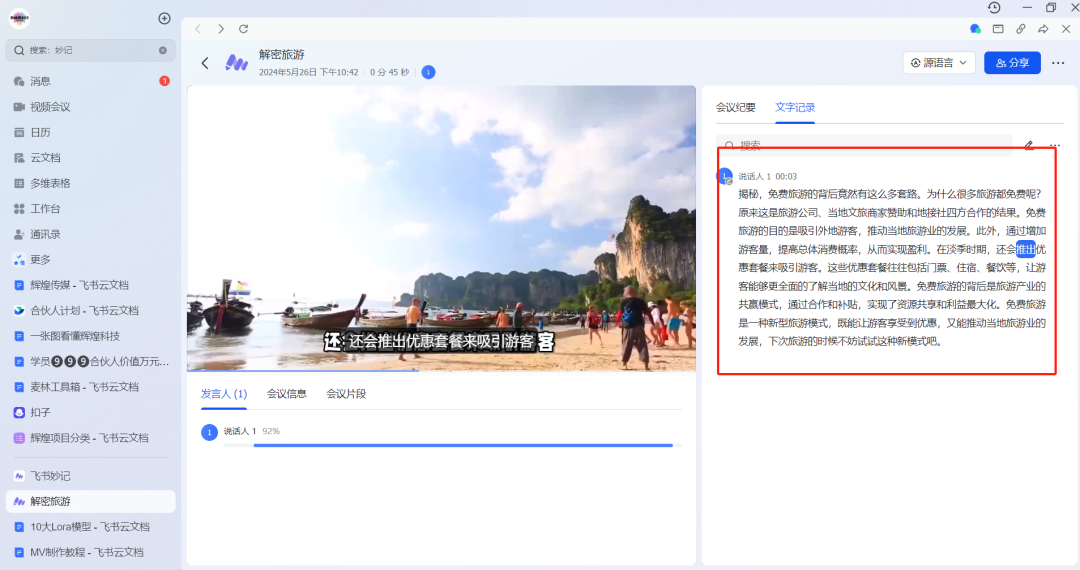 搜索：妙记
消息
1
视频会议
日历
云文档
多维表格
工作台
通讯录
更多
辉煌传媒 - 飞书云文档
合伙人计划 - 飞书云文档
一张图看懂辉煌科技
学员❾❾❾合伙人价值万元...
麦林工具箱 - 飞书云文档
扣子
辉煌项目分类 - 飞书云文档
飞书妙记
解密旅游
10大Lora模型 - 飞书云文档
MV制作教程 - 飞书云文档
解密旅游
2024年5月26日 下午10:42
0 分 45 秒
1
源语言
分享
还 还会推出优惠套餐来吸引游客 客
发言人 (1)
会议信息
会议片段
1
说话人 1 92%
会议纪要
文字记录
搜索
说话人 1 00:03
揭秘，免费旅游的背后竟然有这么多套路。为什么很多旅游都免费呢？
原来这是旅游公司、当地文旅商家赞助和地接社四方合作的结果。免费
旅游的目的是吸引外地游客，推动当地旅游业的发展。此外，通过增加
游客量，提高总体消费概率，从而实现盈利。在淡季时期，还会推出优
惠套餐来吸引游客。这些优惠套餐往往包括门票、住宿、餐饮等，让游
客能够更全面的了解当地的文化和风景。免费旅游的背后是旅游产业的
共赢模式，通过合作和补贴，实现了资源共享和利益最大化。免费旅游
是一种新型旅游模式，既能让游客享受到优惠，又能推动当地旅游业的
发展，下次旅游的时候不妨试试这种新模式吧。